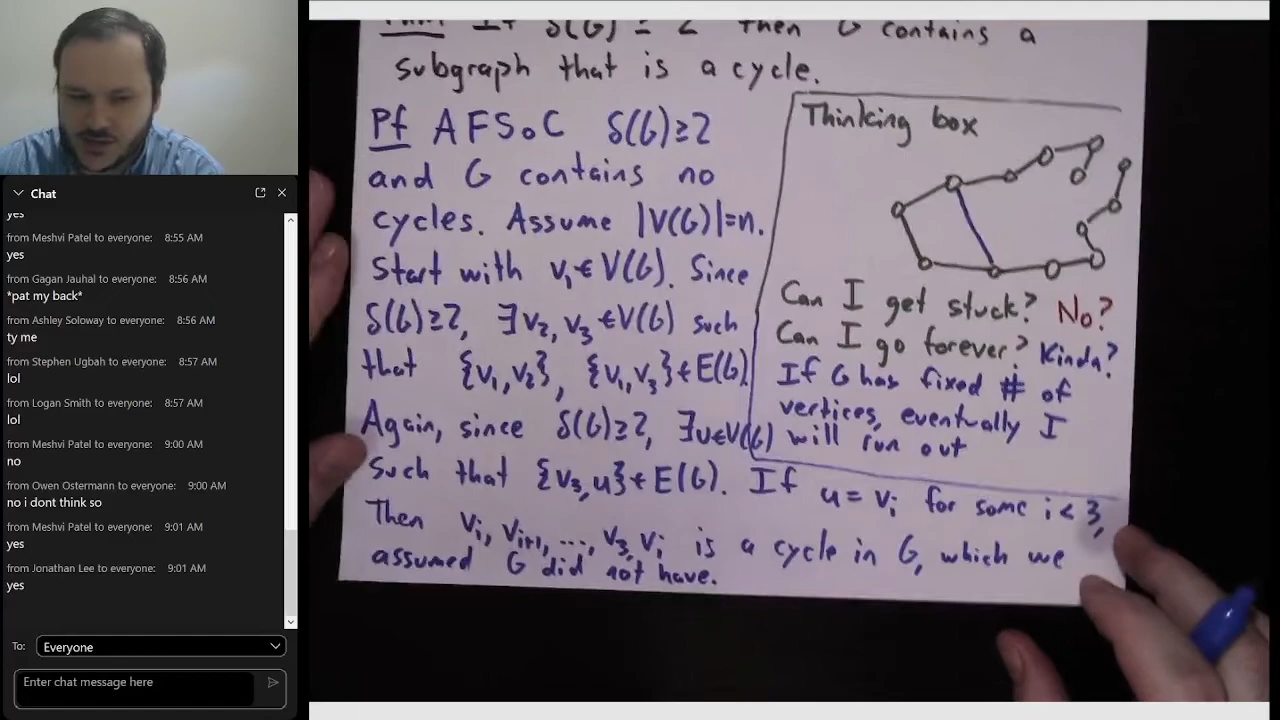 Chat
yes
from Meshvi Patel to everyone: 8:55 AM
yes
from Gagan Jauhal to everyone: 8:56 AM
*pat my back*
from Ashley Soloway to everyone: 8:56 AM
ty me
from Stephen Ugbah to everyone: 8:57 AM
lol
from Logan Smith to everyone: 8:57 AM
lol
from Meshvi Patel to everyone: 9:00 AM
no
from Owen Ostermann to everyone: 9:00 AM
no i dont think so
from Meshvi Patel to everyone: 9:01 AM
yes
from Jonathan Lee to everyone: 9:01 AM
yes
To: Everyone
Enter chat message here
Thm If δ(G) ≥ 2 then G contains a
subgraph that is a cycle.
Pf AFSoC δ(G)≥2
and G contains no
cycles. Assume |V(G)|=n.
Start with v₁∈V(G). Since
δ(G)≥2, ∃v₂,v₃∈V(G) such
that {v₁,v₂}, {v₁,v₃}∈E(G)
Again, since δ(G)≥2, ∃u∈V(G)
such that {v₃,u}∈E(G). If u=vᵢ for some i<3,
Then vᵢ, vᵢ₊₁, ..., v₃, vᵢ is a cycle in G, which we
assumed G did not have.
Thinking box
Can I get stuck? No?
Can I go forever? Kinda?
If G has fixed # of
vertices, eventually I
will run out